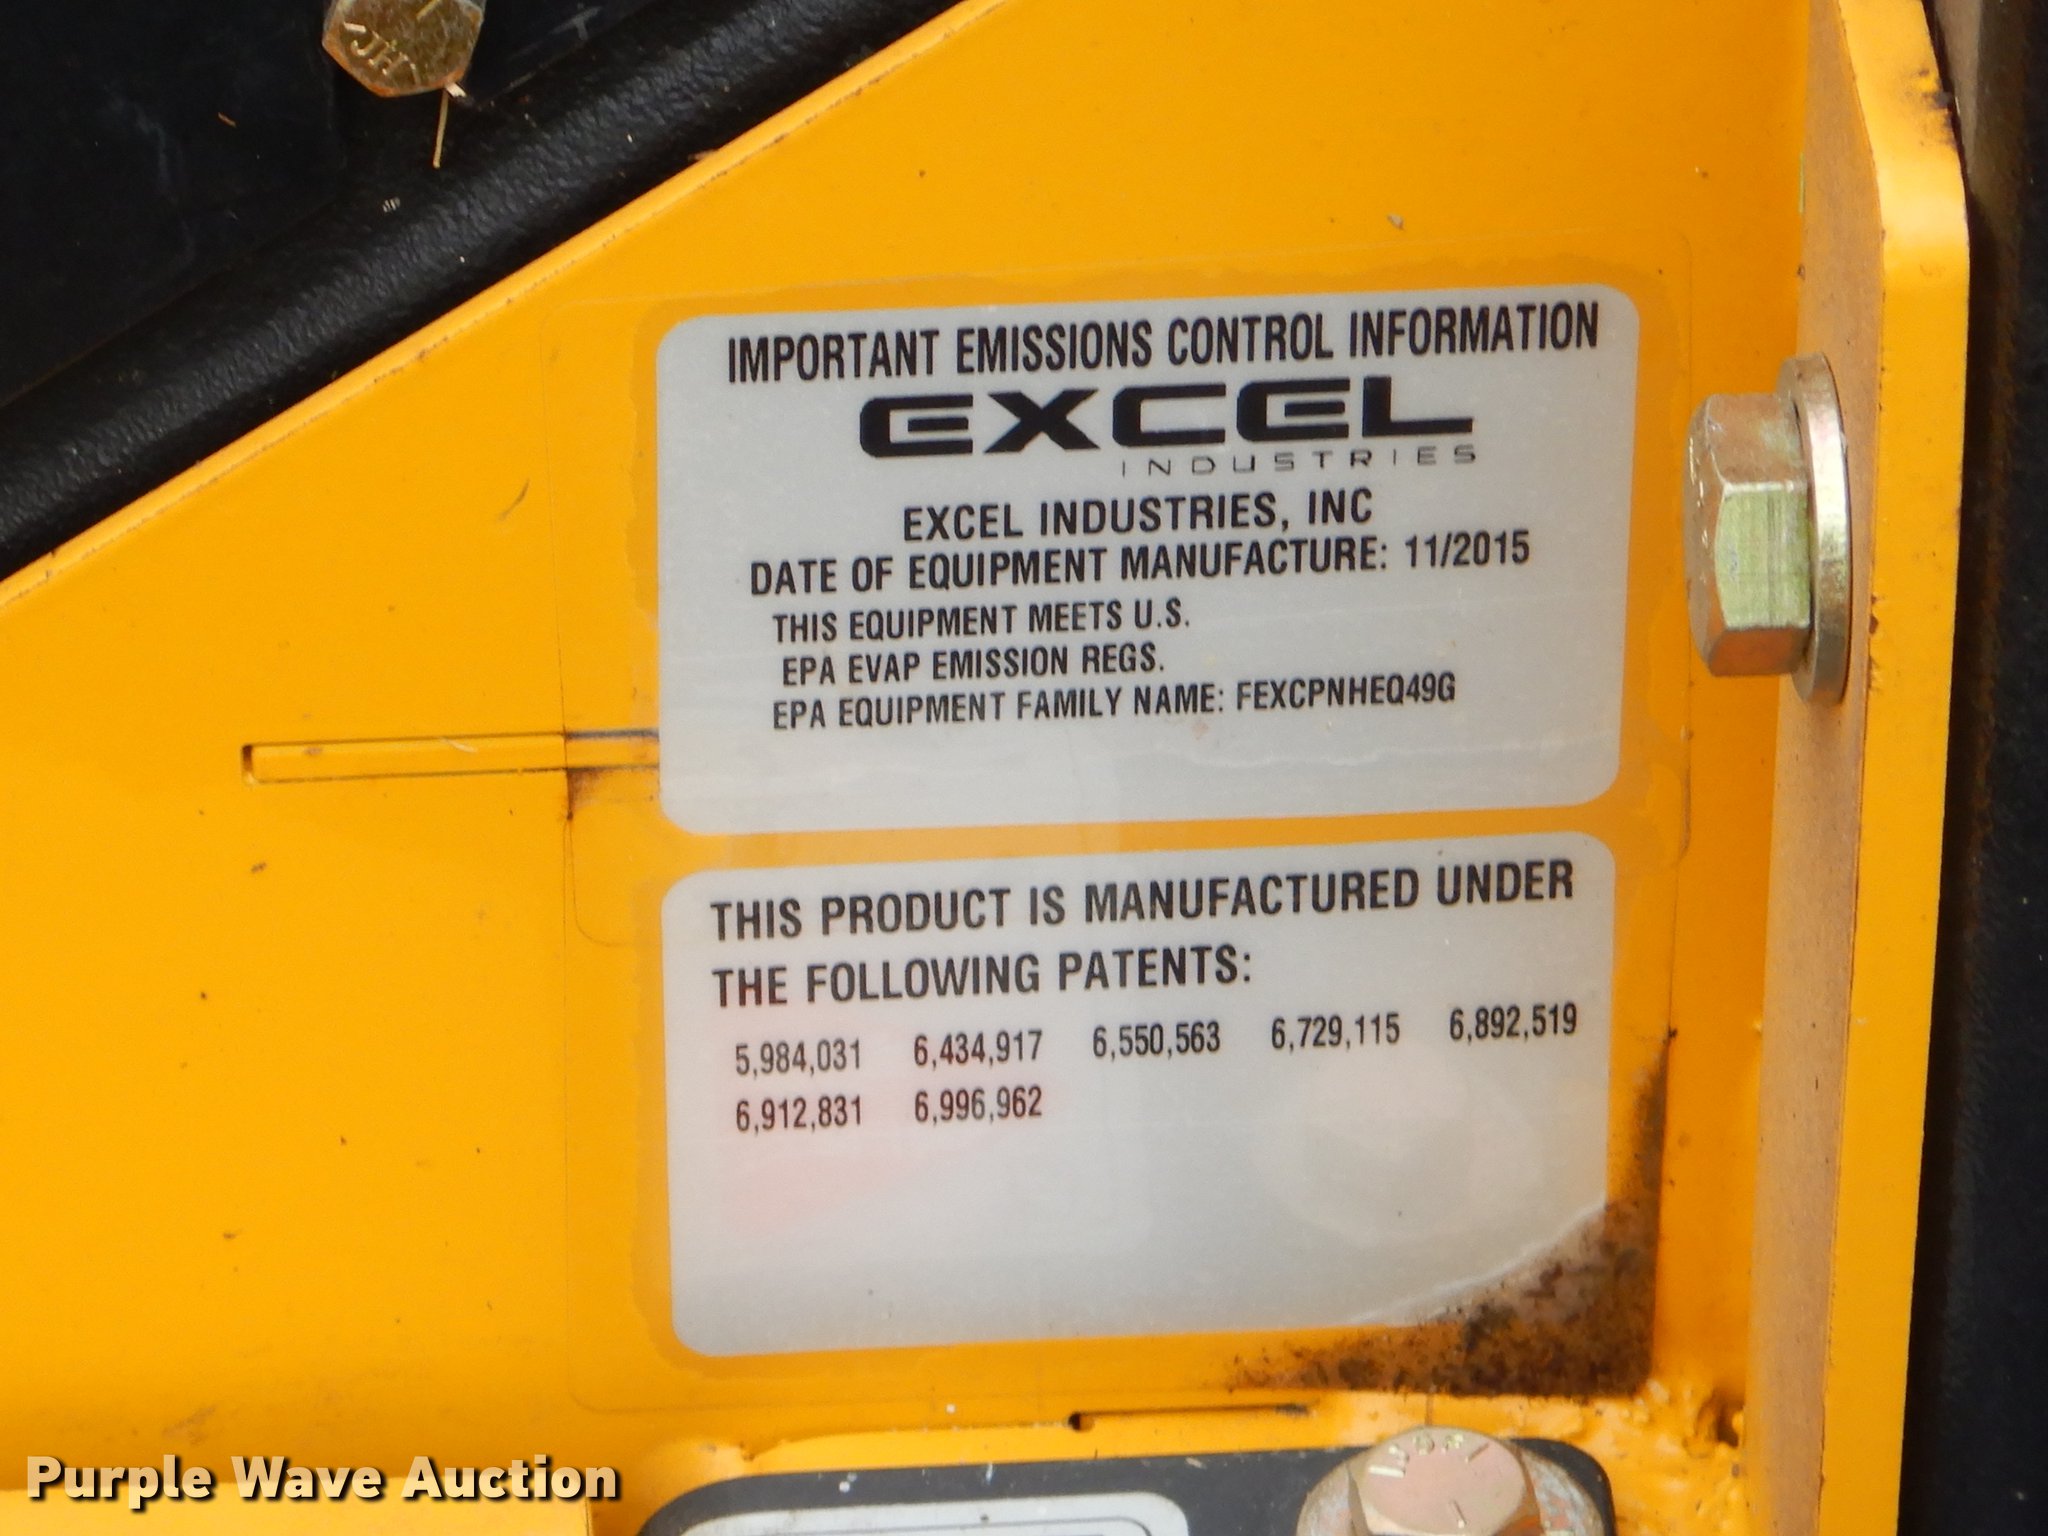 IMPORTANT EMISSIONS CONTROL INFORMATION
EXCEL
INDUSTRIES
EXCEL INDUSTRIES, INC
DATE OF EQUIPMENT MANUFACTURE: 11/2015
THIS EQUIPMENT MEETS U.S.
EPA EVAP EMISSION REGS.
EPA EQUIPMENT FAMILY NAME: FEXCPNHEQ49G
THIS PRODUCT IS MANUFACTURED UNDER
THE FOLLOWING PATENTS:
5,984,031 6,434,917 6,550,563 6,729,115 6,892,519
6,912,831 6,996,962
Purple Wave Auction